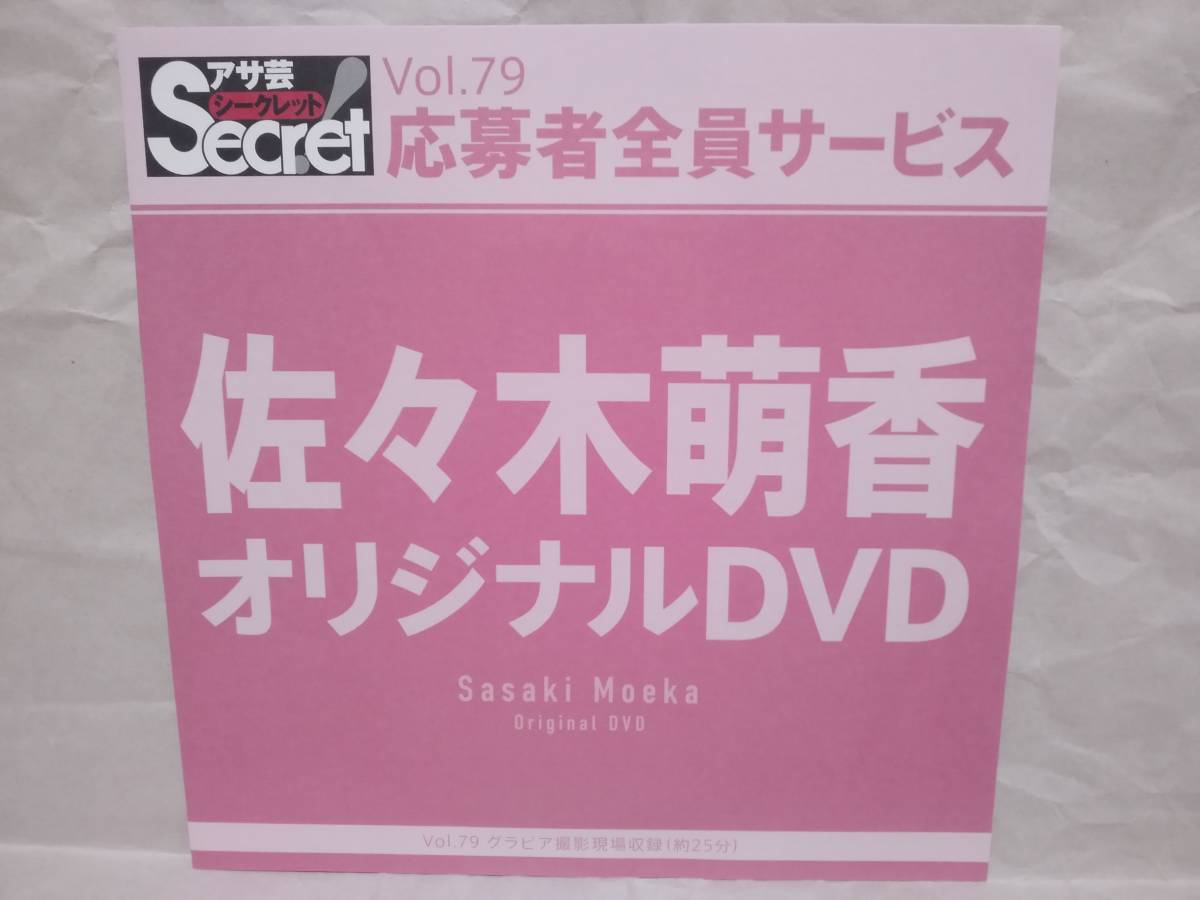 アサ芸
シークレット!
Secret
Vol.79
応募者全員サービス
佐々木萌香
オリジナルDVD
Sasaki Moeka
Original DVD
Vol.79 グラビア撮影現場収録(約25分)